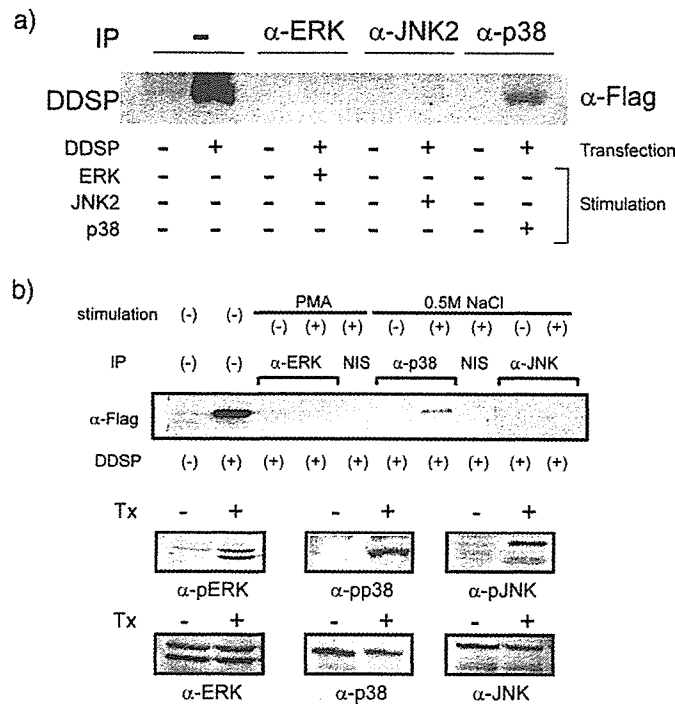 a)
IP - α-ERK α-JNK2 α-p38
DDSP α-Flag
DDSP - + - + - + - + Transfection
ERK - - - + - - - -
JNK2 - - - - - + - - Stimulation
p38 - - - - - - - +
b)
PMA 0.5M NaCl
stimulation (-) (-) (-) (+) (+) (-) (+) (+) (-) (+)
IP (-) (-) α-ERK NIS α-p38 NIS α-JNK
α-Flag
DDSP (-) (+) (+) (+) (+) (+) (+) (+) (+) (+)
Tx - + - + - +
α-pERK α-pp38 α-pJNK
Tx - + - + - +
α-ERK α-p38 α-JNK